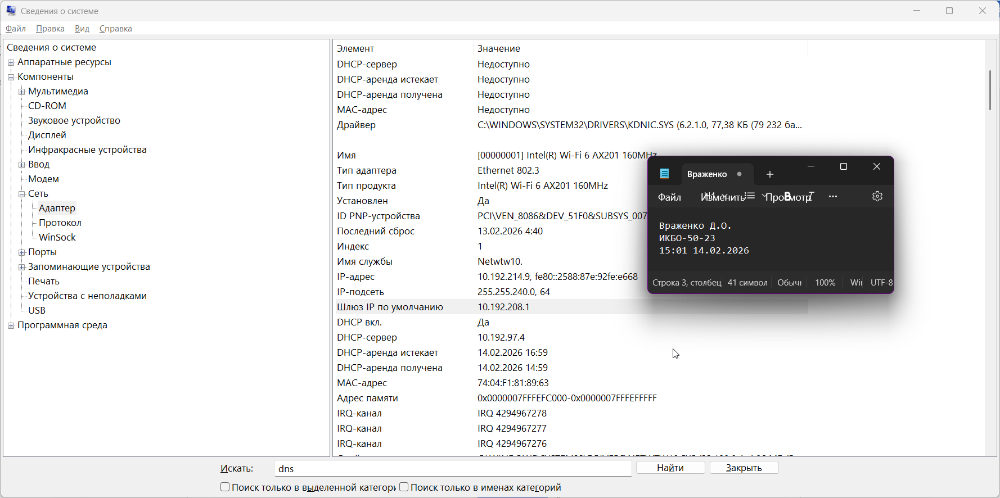 Сведения о системе
Файл Правка Вид Справка
Сведения о системе
Аппаратные ресурсы
Компоненты
Мультимедиа
CD-ROM
Звуковое устройство
Дисплей
Инфракрасные устройства
Ввод
Модем
Сеть
Адаптер
Протокол
WinSock
Порты
Запоминающие устройства
Печать
Устройства с неполадками
USB
Программная среда
Элемент Значение
DHCP-сервер Недоступно
DHCP-аренда истекает Недоступно
DHCP-аренда получена Недоступно
MAC-адрес Недоступно
Драйвер C:\WINDOWS\SYSTEM32\DRIVERS\KDNIC.SYS (6.2.1.0, 77,38 КБ (79 232 ба...
Имя [00000001] Intel(R) Wi-Fi 6 AX201 160MHz
Тип адаптера Ethernet 802.3
Тип продукта Intel(R) Wi-Fi 6 AX201 160MHz
Установлен Да
ID PNP-устройства PCI\VEN_8086&DEV_51F0&SUBSYS_007
Последний сброс 13.02.2026 4:40
Индекс 1
Имя службы Netwtw10.
IP-адрес 10.192.214.9, fe80::2588:87e:92fe:e668
IP-подсеть 255.255.240.0, 64
Шлюз IP по умолчанию 10.192.208.1
DHCP вкл. Да
DHCP-сервер 10.192.97.4
DHCP-аренда истекает 14.02.2026 16:59
DHCP-аренда получена 14.02.2026 14:59
MAC-адрес 74:04:F1:81:89:63
Адрес памяти 0x0000007FFFEFC000-0x0000007FFFEFFFFF
IRQ-канал IRQ 4294967278
IRQ-канал IRQ 4294967277
IRQ-канал IRQ 4294967276
Враженко
Файл Изменить Просмотр
Враженко Д.О.
ИКБО-50-23
15:01 14.02.2026
Строка 3, столбец 41 символ Обычн 100% Wir UTF-8
Искать: dns Найти Закрыть
Поиск только в выделенной категори Поиск только в именах категорий